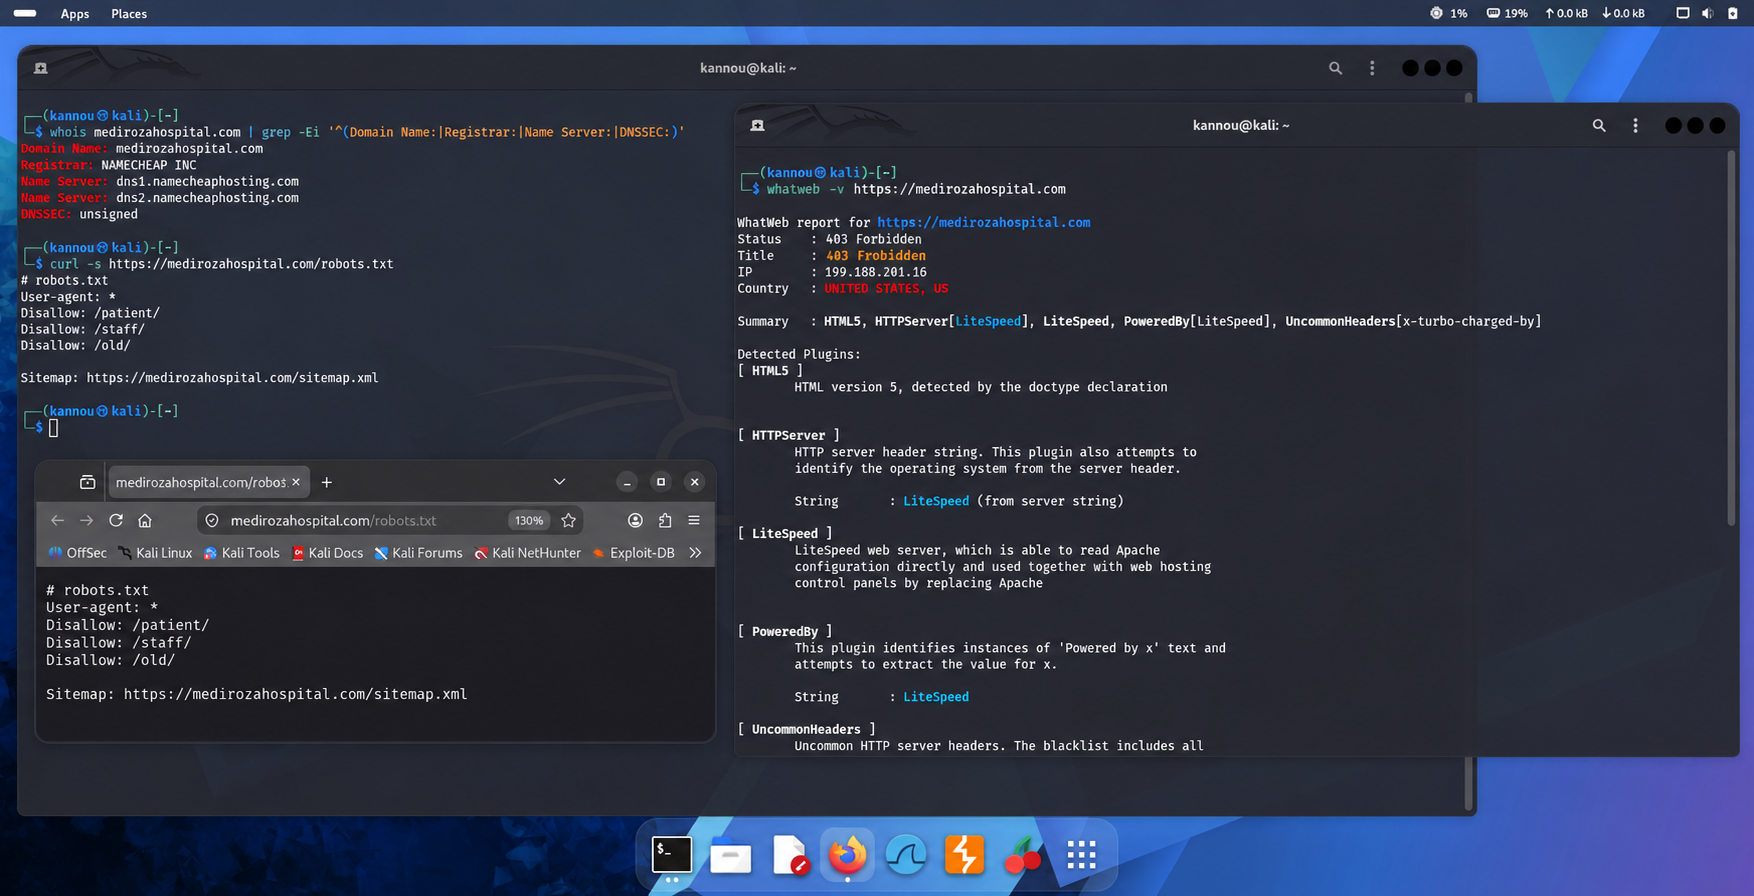 Apps Places
1% 19% ↑ 0.0 kB ↓ 0.0 kB
kannou@kali: ~
┌──(kannou㉿kali)-[~]
└─$ whois medirozahospital.com | grep -Ei '^(Domain Name:|Registrar:|Name Server:|DNSSEC:)'
Domain Name: medirozahospital.com
Registrar: NAMECHEAP INC
Name Server: dns1.namecheaphosting.com
Name Server: dns2.namecheaphosting.com
DNSSEC: unsigned
┌──(kannou㉿kali)-[~]
└─$ curl -s https://medirozahospital.com/robots.txt
# robots.txt
User-agent: *
Disallow: /patient/
Disallow: /staff/
Disallow: /old/
Sitemap: https://medirozahospital.com/sitemap.xml
┌──(kannou㉿kali)-[~]
└─$
medirozahospital.com/robots
medirozahospital.com/robots.txt 130%
OffSec Kali Linux Kali Tools Kali Docs Kali Forums Kali NetHunter Exploit-DB
# robots.txt
User-agent: *
Disallow: /patient/
Disallow: /staff/
Disallow: /old/
Sitemap: https://medirozahospital.com/sitemap.xml
kannou@kali: ~
┌──(kannou㉿kali)-[~]
└─$ whatweb -v https://medirozahospital.com
WhatWeb report for https://medirozahospital.com
Status : 403 Forbidden
Title : 403 Frobidden
IP : 199.188.201.16
Country : UNITED STATES, US
Summary : HTML5, HTTPServer[LiteSpeed], LiteSpeed, PoweredBy[LiteSpeed], UncommonHeaders[x-turbo-charged-by]
Detected Plugins:
[ HTML5 ]
HTML version 5, detected by the doctype declaration
[ HTTPServer ]
HTTP server header string. This plugin also attempts to
identify the operating system from the server header.
String : LiteSpeed (from server string)
[ LiteSpeed ]
LiteSpeed web server, which is able to read Apache
configuration directly and used together with web hosting
control panels by replacing Apache
[ PoweredBy ]
This plugin identifies instances of 'Powered by x' text and
attempts to extract the value for x.
String : LiteSpeed
[ UncommonHeaders ]
Uncommon HTTP server headers. The blacklist includes all
$_